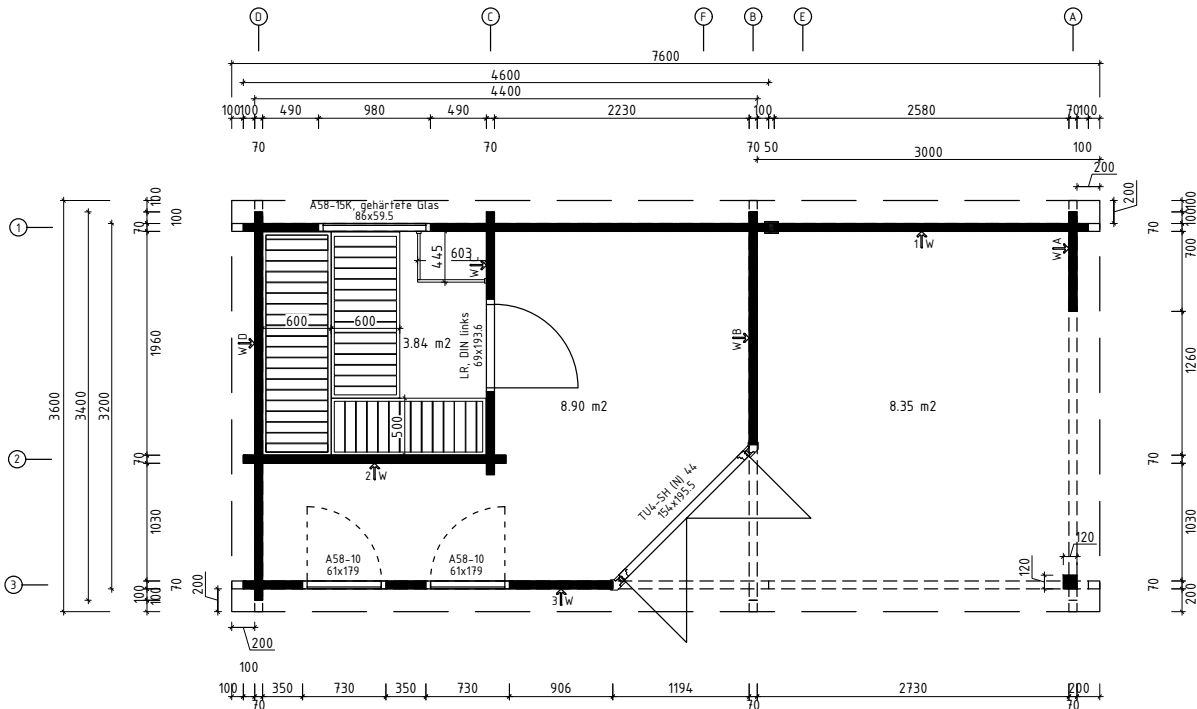 D C F B E A
7600
4600
4400
100 100 490 980 490 2230 100 2580 70 100
70 70 70 50 100
3000
200
200
A58-15K, gehärtete Glas
86x59.5
1
100
100
70
100 100
70
700
445
603
W
1 W
W A
W D
600
600
3.84 m2
LR, DIN links
69x193.6
W B
1960
3600
3400
3200
1260
8.90 m2
8.35 m2
500
2
70
70
2 W
TU4-SH (N) 44
154x195.5
1030
1030
A58-10
61x179
A58-10
61x179
120
120
3
70
100
100
200
3 W
70
200
200
100
100 350 730 350 730 906 1194 2730 200
70 70 70